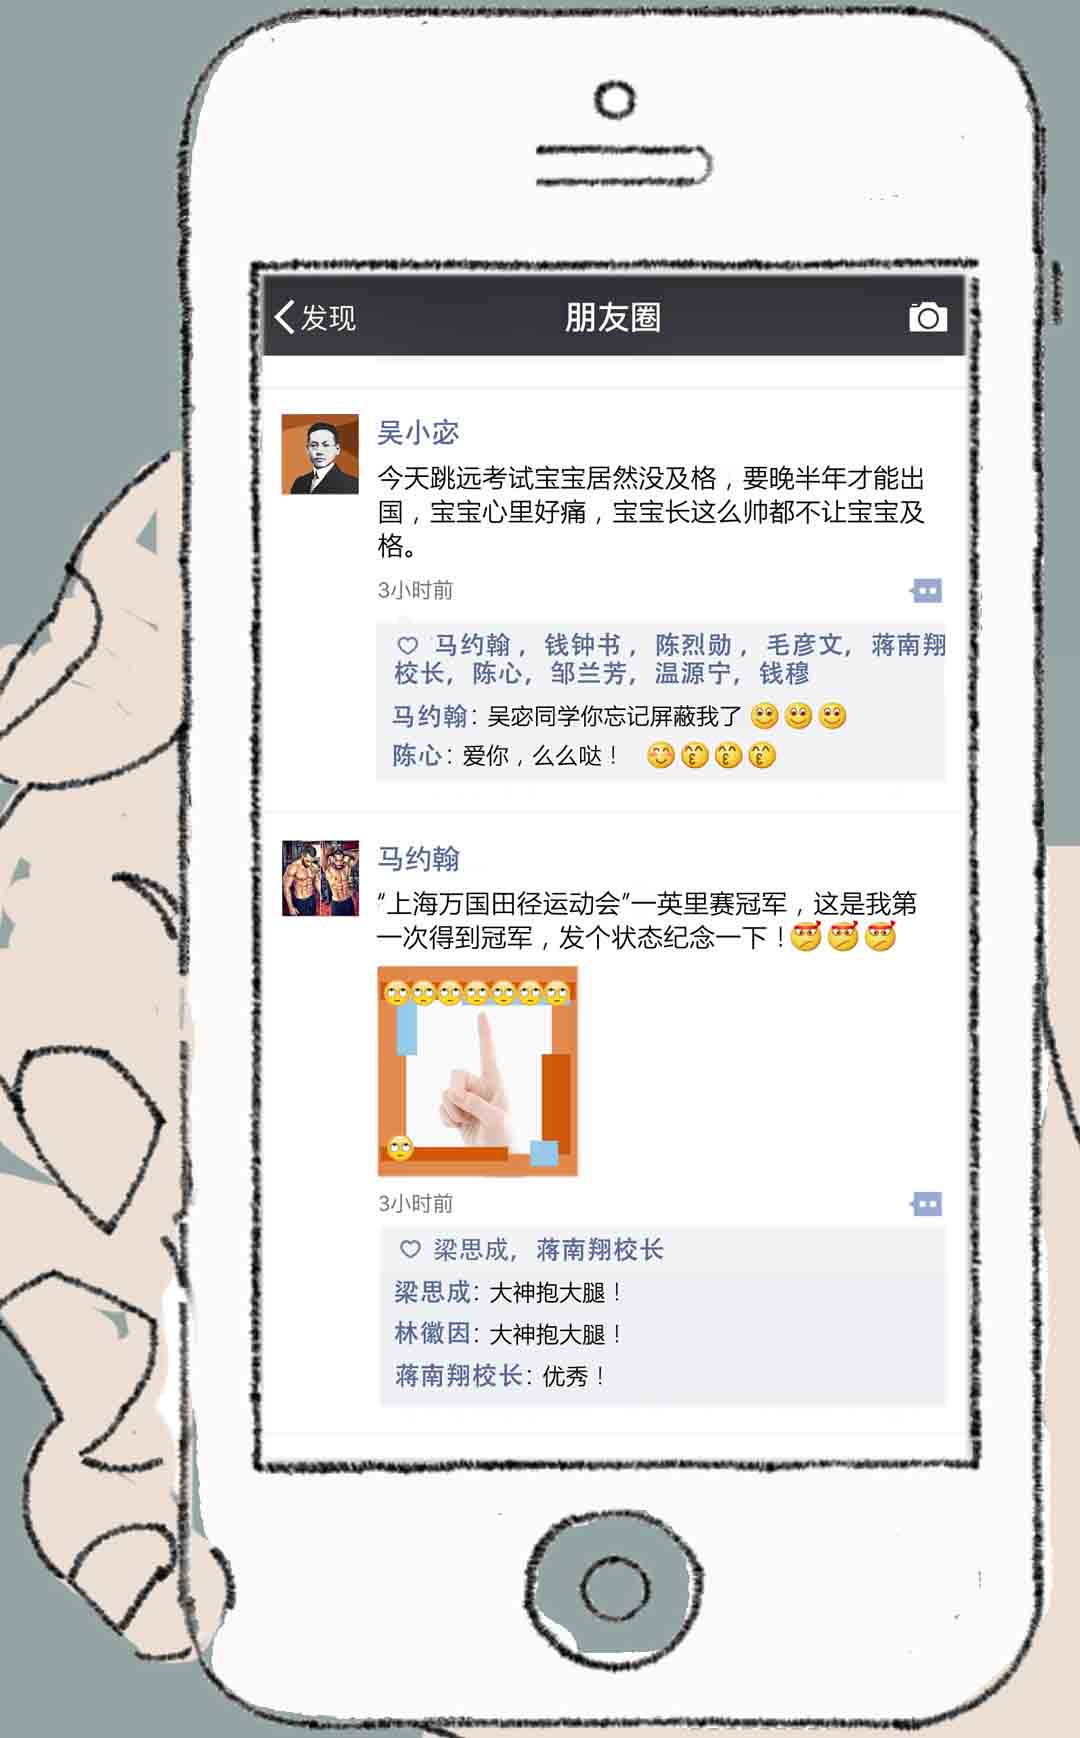 发现
朋友圈
吴小宓
今天跳远考试宝宝居然没及格，要晚半年才能出
国，宝宝心里好痛，宝宝长这么帅都不让宝宝及
格。
3小时前
马约翰，钱钟书，陈烈勋，毛彦文，蒋南翔
校长，陈心，邹兰芳，温源宁，钱穆
马约翰：吴宓同学你忘记屏蔽我了
陈心：爱你，么么哒！
马约翰
“上海万国田径运动会”一英里赛冠军，这是我第
一次得到冠军，发个状态纪念一下！
3小时前
梁思成，蒋南翔校长
梁思成：大神抱大腿！
林徽因：大神抱大腿！
蒋南翔校长：优秀！